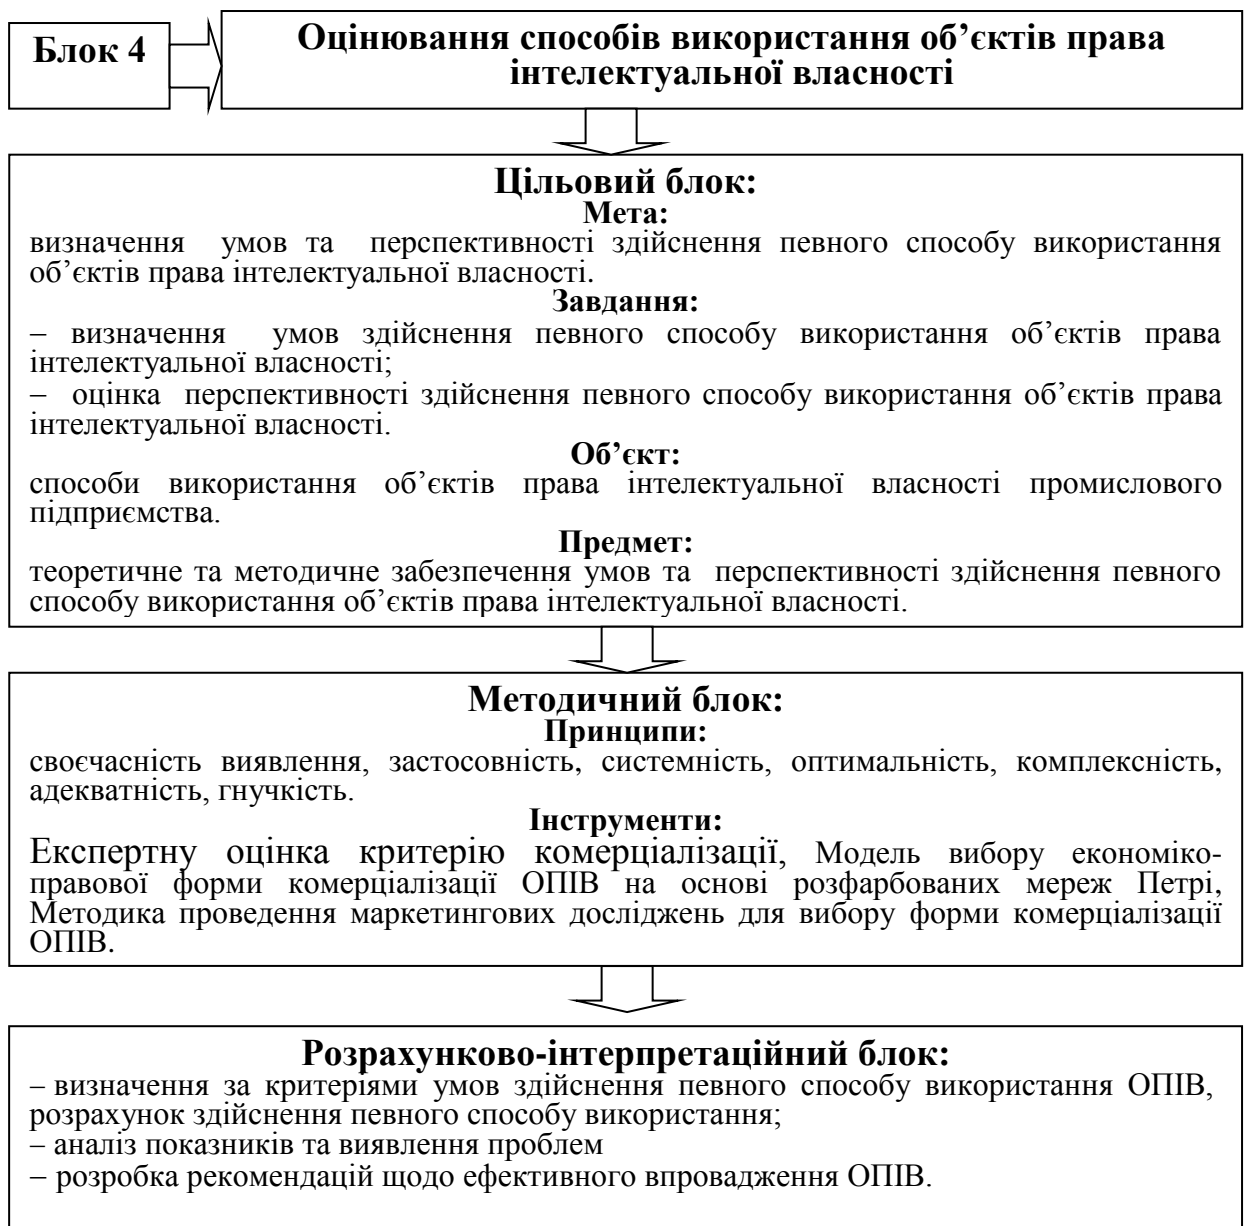 Блок 4
Оцінювання способів використання об’єктів права
інтелектуальної власності
Цільовий блок:
Мета:
визначення умов та перспективності здійснення певного способу використання
об’єктів права інтелектуальної власності.
Завдання:
– визначення умов здійснення певного способу використання об’єктів права
інтелектуальної власності;
– оцінка перспективності здійснення певного способу використання об’єктів права
інтелектуальної власності.
Об’єкт:
способи використання об’єктів права інтелектуальної власності промислового
підприємства.
Предмет:
теоретичне та методичне забезпечення умов та перспективності здійснення певного
способу використання об’єктів права інтелектуальної власності.
Методичний блок:
Принципи:
своєчасність виявлення, застосовність, системність, оптимальність, комплексність,
адекватність, гнучкість.
Інструменти:
Експертну оцінка критерію комерціалізації, Модель вибору економіко-
правової форми комерціалізації ОПІВ на основі розфарбованих мереж Петрі,
Методика проведення маркетингових досліджень для вибору форми комерціалізації
ОПІВ.
Розрахунково-інтерпретаційний блок:
– визначення за критеріями умов здійснення певного способу використання ОПІВ,
розрахунок здійснення певного способу використання;
– аналіз показників та виявлення проблем
– розробка рекомендацій щодо ефективного впровадження ОПІВ.